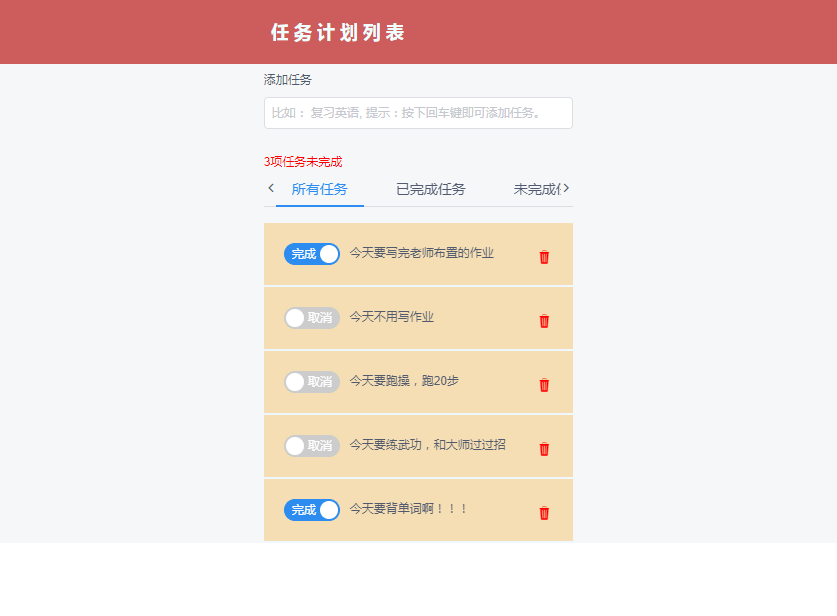 任务计划列表
添加任务
比如： 复习英语, 提示：按下回车键即可添加任务。
3项任务未完成
所有任务 已完成任务 未完成
完成 今天要写完老师布置的作业
取消 今天不用写作业
取消 今天要跑操，跑20步
取消 今天要练武功，和大师过过招
完成 今天要背单词啊！！！